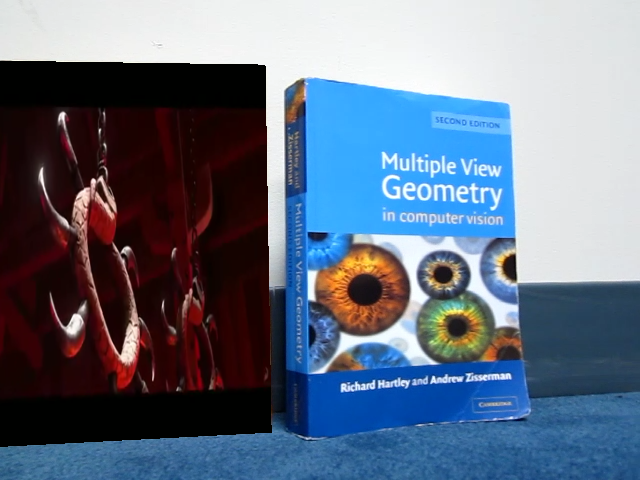 SECOND EDITION
Multiple View
Geometry
in computer vision
Richard Hartley and Andrew Zisserman
CAMBRIDGE
Hartley and
Zisserman
Multiple View Geometry